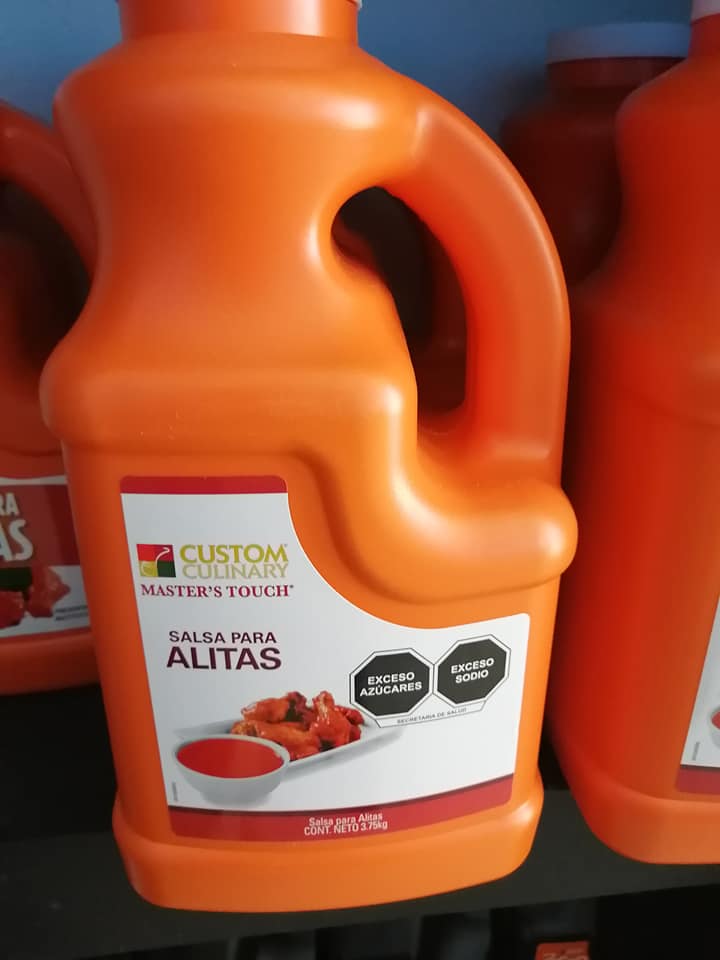 CUSTOM
CULINARY
MASTER'S TOUCH
SALSA PARA
ALITAS
EXCESO
AZÚCARES
EXCESO
SODIO
SECRETARÍA DE SALUD
Salsa para Alitas
CONT. NETO 3.75kg
RA
AS